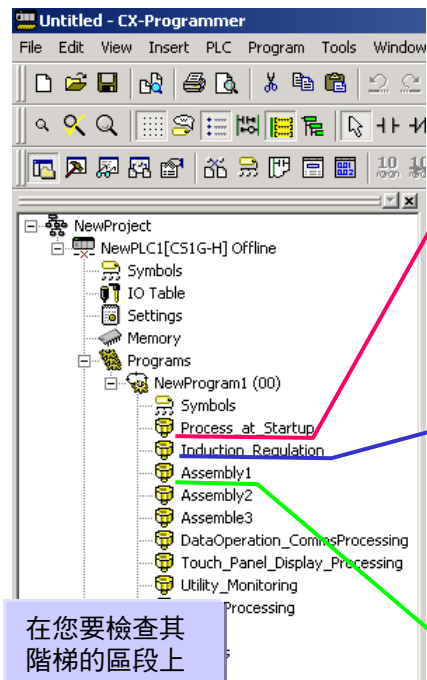 Untitled - CX-Programmer
File Edit View Insert PLC Program Tools Window
10
NewProject
NewPLC1[CS1G-H] Offline
Symbols
IO Table
Settings
Memory
Programs
NewProgram1 (00)
Symbols
Process_at_Startup
Induction_Regulation
Assembly1
Assembly2
Assemble3
DataOperation_CommsProcessing
Touch_Panel_Display_Processing
Utility_Monitoring
Processing
在您要檢查其
階梯的區段上